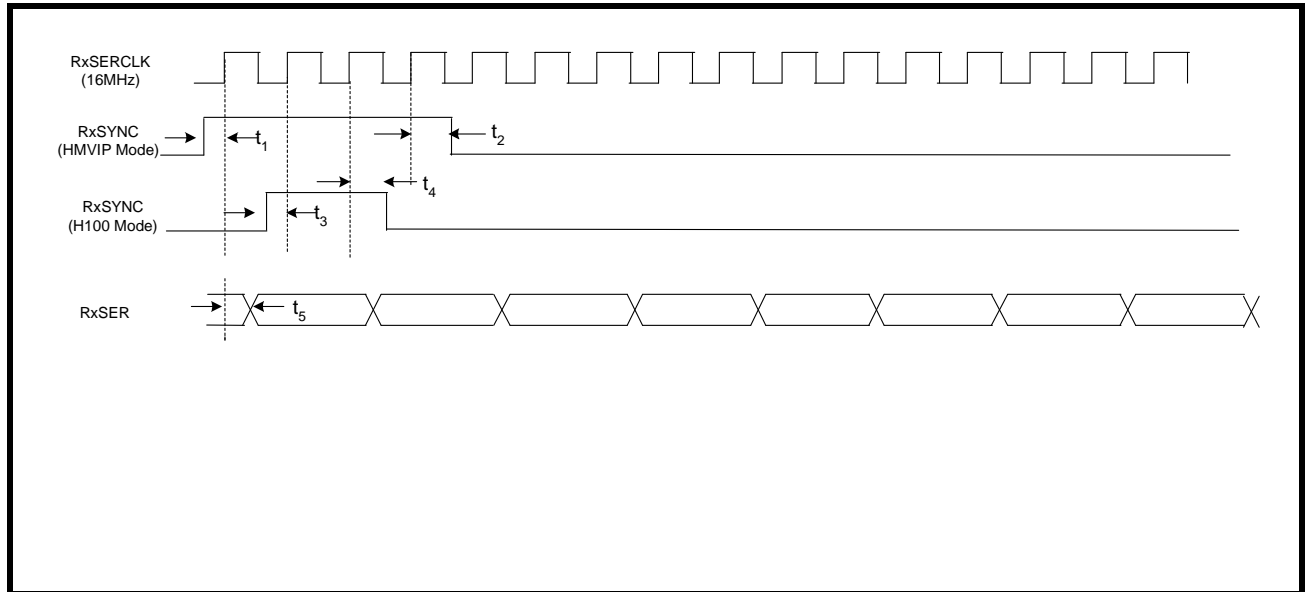 RxSERCLK
(16MHz)
RxSYNC
(HMVIP Mode)
t1
t2
RxSYNC
(H100 Mode)
t3
t4
RxSER
t5